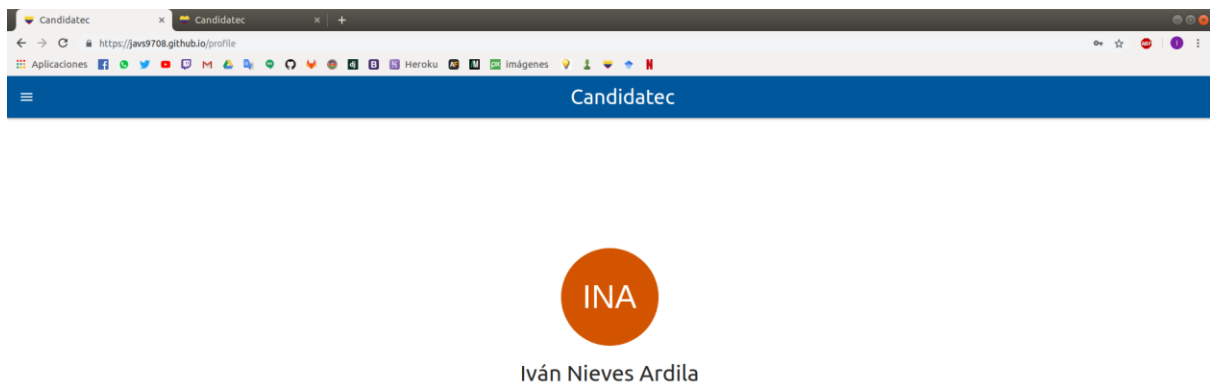 Candidatec Candidatec
https://javs9708.github.io/profile
Aplicaciones Heroku imágenes
Candidatec
INA
Iván Nieves Ardila